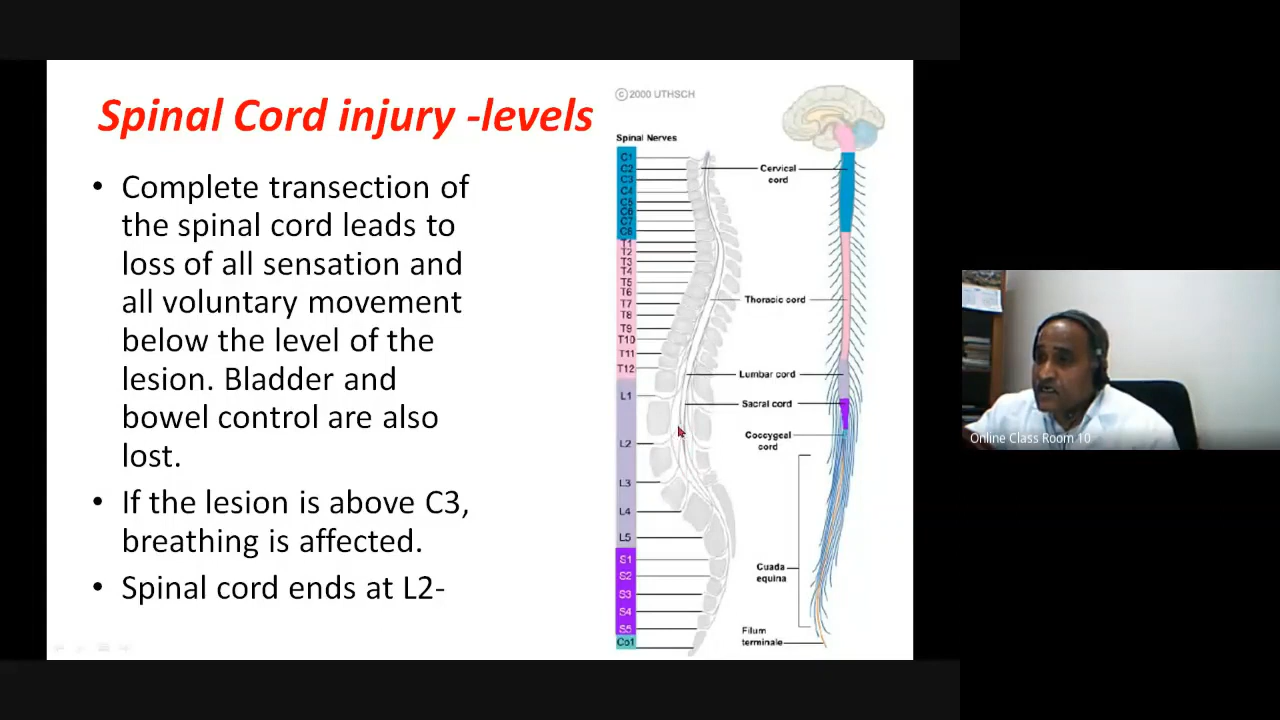 Spinal Cord injury -levels
• Complete transection of
the spinal cord leads to
loss of all sensation and
all voluntary movement
below the level of the
lesion. Bladder and
bowel control are also
lost.
• If the lesion is above C3,
breathing is affected.
• Spinal cord ends at L2-
©2000 UTHSCH
Spinal Nerves
C1
C2
C3
C4
C5
C6
C7
C8
T1
T2
T3
T4
T5
T6
T7
T8
T9
T10
T11
T12
L1
L2
L3
L4
L5
S1
S2
S3
S4
S5
Co1
Cervical
cord
Thoracic cord
Lumbar cord
Sacral cord
Coccygeal
cord
Cuada
equina
Filum
terminale
Online Class Room 10